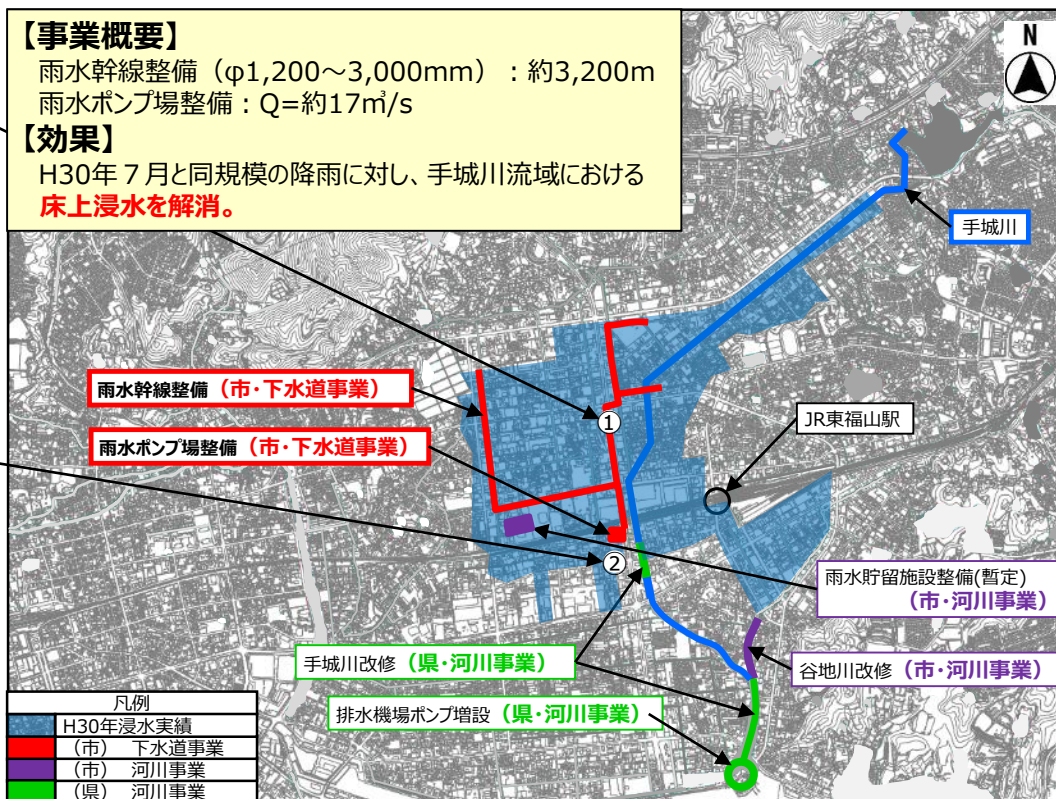 【事業概要】
雨水幹線整備（φ1,200～3,000mm）：約3,200m
雨水ポンプ場整備：Q=約17㎥/s
【効果】
H30年７月と同規模の降雨に対し、手城川流域における
床上浸水を解消。
N
手城川
雨水幹線整備（市・下水道事業）
①
JR東福山駅
雨水ポンプ場整備（市・下水道事業）
②
雨水貯留施設整備(暫定)
（市・河川事業）
手城川改修（県・河川事業）
谷地川改修（市・河川事業）
排水機場ポンプ増設（県・河川事業）
凡例
H30年浸水実績
（市）　下水道事業
（市）　河川事業
（県）　河川事業